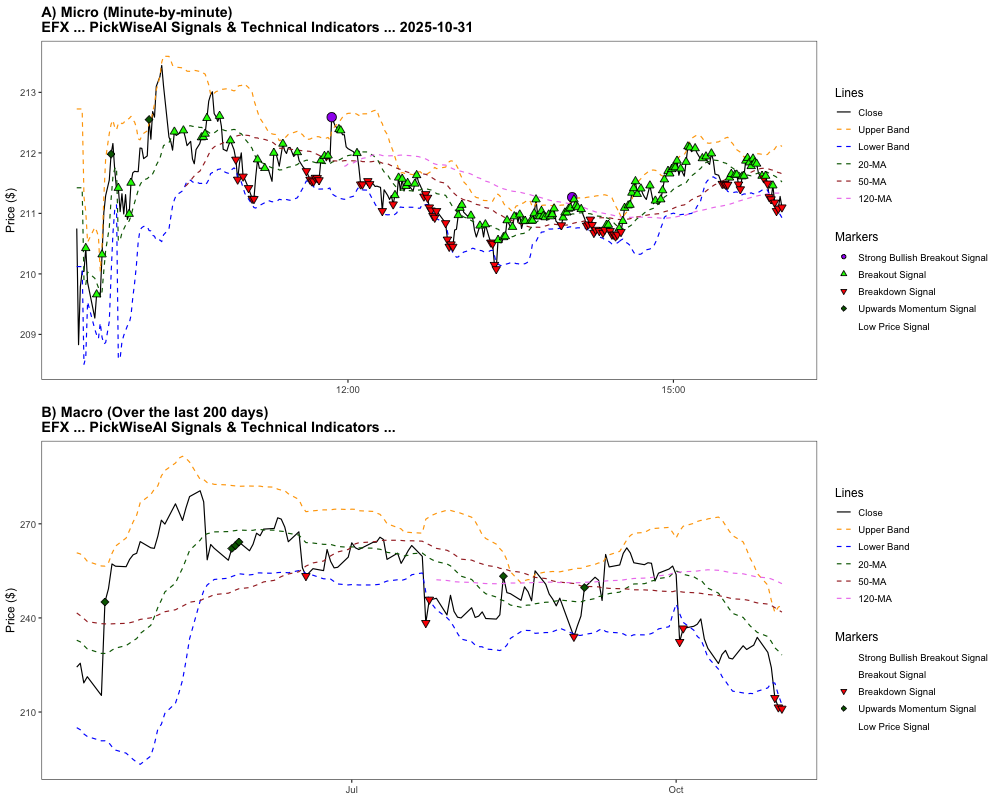 A) Micro (Minute-by-minute)
EFX ... PickWiseAI Signals & Technical Indicators ... 2025-10-31
Price ($)
213
212
211
210
209
12:00
15:00
Lines
Close
Upper Band
Lower Band
20-MA
50-MA
120-MA
Markers
Strong Bullish Breakout Signal
Breakout Signal
Breakdown Signal
Upwards Momentum Signal
Low Price Signal
B) Macro (Over the last 200 days)
EFX ... PickWiseAI Signals & Technical Indicators ...
Price ($)
270
240
210
Jul
Oct
Lines
Close
Upper Band
Lower Band
20-MA
50-MA
120-MA
Markers
Strong Bullish Breakout Signal
Breakout Signal
Breakdown Signal
Upwards Momentum Signal
Low Price Signal